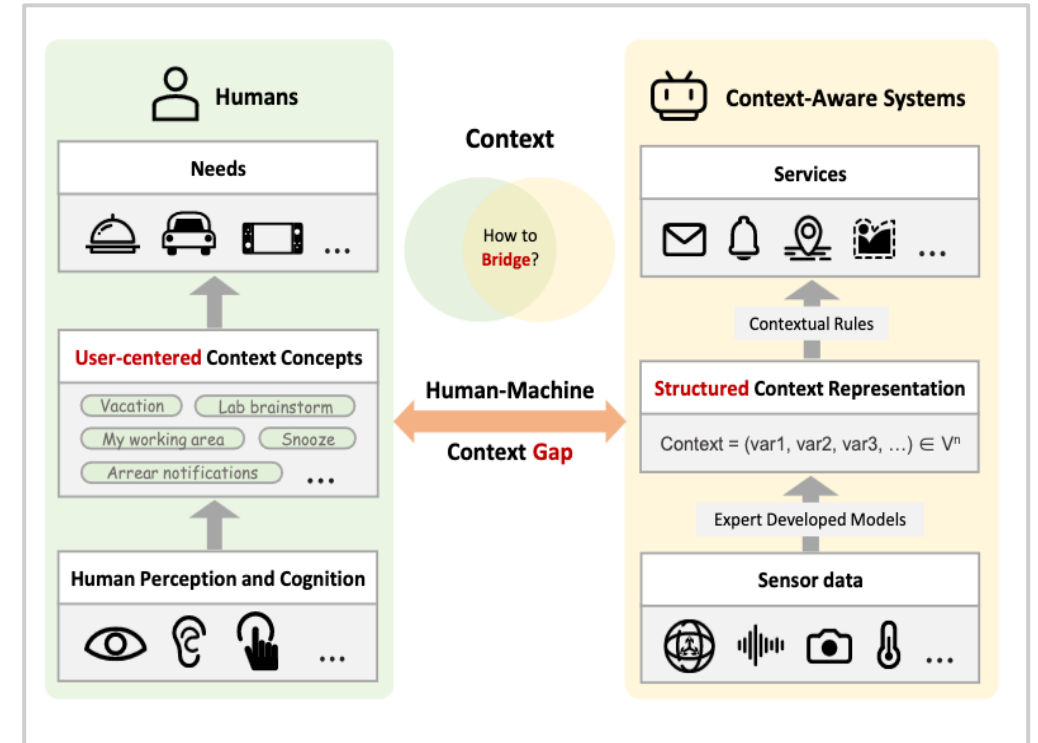 Humans
Needs
...
User-centered Context Concepts
Vacation
Lab brainstorm
My working area
Snooze
Arrear notifications
...
Human Perception and Cognition
...
Context
How to
Bridge?
Human-Machine
Context Gap
Context-Aware Systems
Services
...
Contextual Rules
Structured Context Representation
Context = (var1, var2, var3, …) ∈ Vⁿ
Expert Developed Models
Sensor data
...